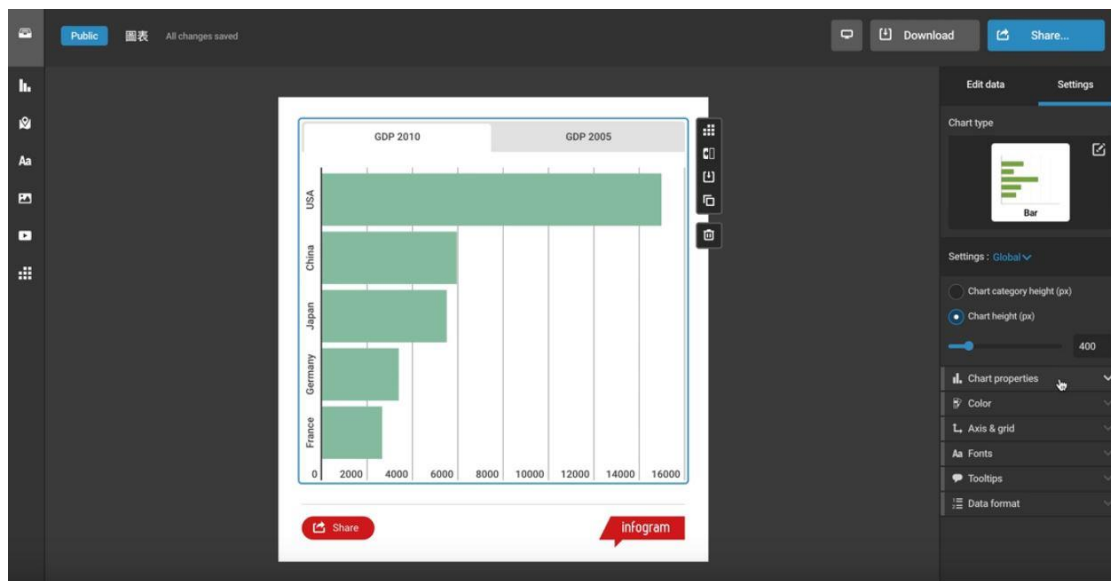 Public 圖表 All changes saved Download Share...
Aa
Edit data Settings
Chart type
Bar
Settings : Global
Chart category height (px)
Chart height (px)
400
Chart properties
Color
Axis & grid
Aa Fonts
Tooltips
Data format
GDP 2010 GDP 2005
USA
China
Japan
Germany
France
0 2000 4000 6000 8000 10000 12000 14000 16000
Share infogram